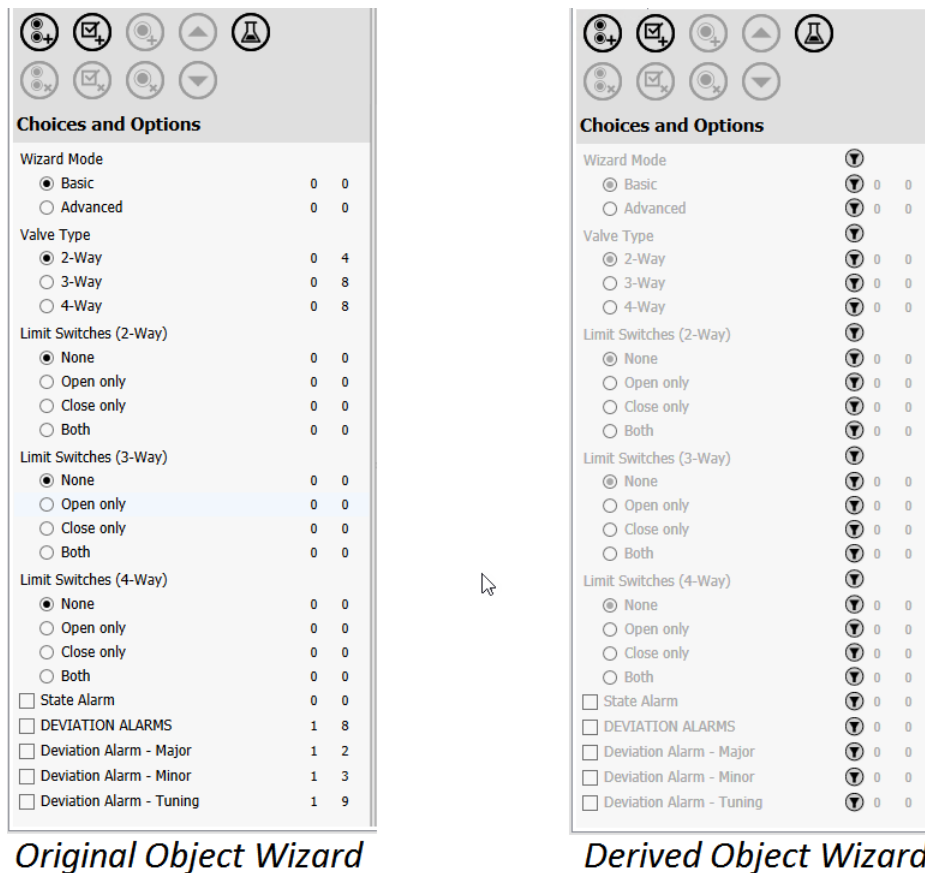 Choices and Options
Wizard Mode
Basic 0 0
Advanced 0 0
Valve Type
2-Way 0 4
3-Way 0 8
4-Way 0 8
Limit Switches (2-Way)
None 0 0
Open only 0 0
Close only 0 0
Both 0 0
Limit Switches (3-Way)
None 0 0
Open only 0 0
Close only 0 0
Both 0 0
Limit Switches (4-Way)
None 0 0
Open only 0 0
Close only 0 0
Both 0 0
State Alarm 0 0
DEVIATION ALARMS 1 8
Deviation Alarm - Major 1 2
Deviation Alarm - Minor 1 3
Deviation Alarm - Tuning 1 9
Original Object Wizard
Choices and Options
Wizard Mode
Basic 0 0
Advanced 0 0
Valve Type
2-Way 0 0
3-Way 0 0
4-Way 0 0
Limit Switches (2-Way)
None 0 0
Open only 0 0
Close only 0 0
Both 0 0
Limit Switches (3-Way)
None 0 0
Open only 0 0
Close only 0 0
Both 0 0
Limit Switches (4-Way)
None 0 0
Open only 0 0
Close only 0 0
Both 0 0
State Alarm 0 0
DEVIATION ALARMS 0 0
Deviation Alarm - Major 0 0
Deviation Alarm - Minor 0 0
Deviation Alarm - Tuning 0 0
Derived Object Wizard